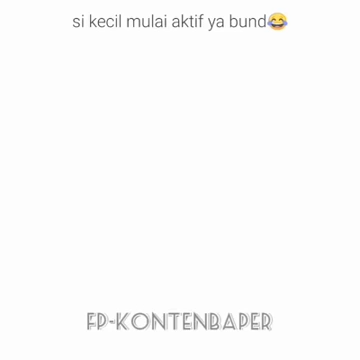 si kecil mulai aktif ya bund😂
FP-KONTENBAPER